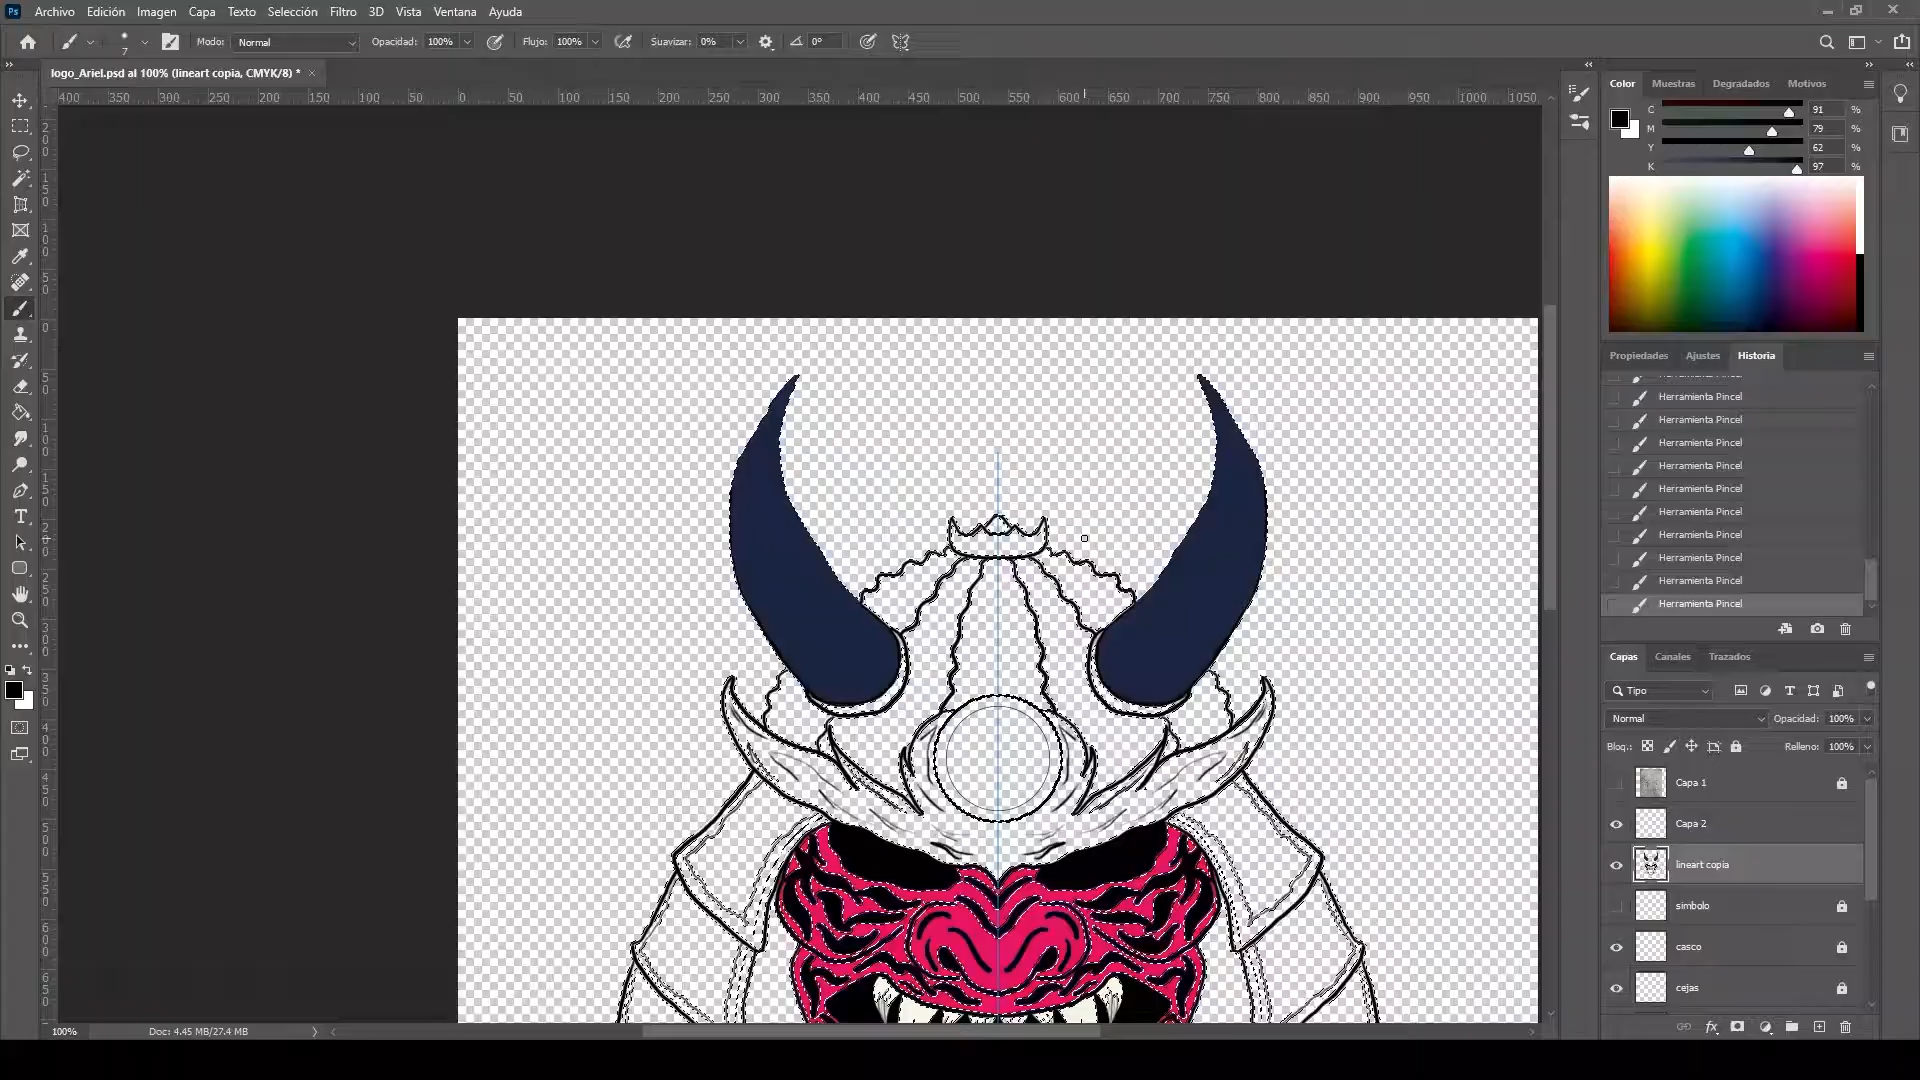 Ps Archivo Edición Imagen Capa Texto Selección Filtro 3D Vista Ventana Ayuda
7 Modo: Normal Opacidad: 100% Flujo: 100% Suavizar: 0% 0°
logo_Ariel.psd al 100% (lineart copia, CMYK/8) * ×
400 350 300 250 200 150 100 50 0 50 100 150 200 250 300 350 400 450 500 550 600 650 700 750 800 850 900 950 1000 1050
Color Muestras Degradados Motivos
C 91 %
M 79 %
Y 62 %
K 97 %
Propiedades Ajustes Historia
Herramienta Pincel
Herramienta Pincel
Herramienta Pincel
Herramienta Pincel
Herramienta Pincel
Herramienta Pincel
Herramienta Pincel
Herramienta Pincel
Herramienta Pincel
Herramienta Pincel
Capas Canales Trazados
Tipo
Normal Opacidad: 100%
Bloq.: Relleno: 100%
Capa 1
Capa 2
lineart copia
simbolo
casco
cejas
100% Doc: 4.45 MB/27.4 MB